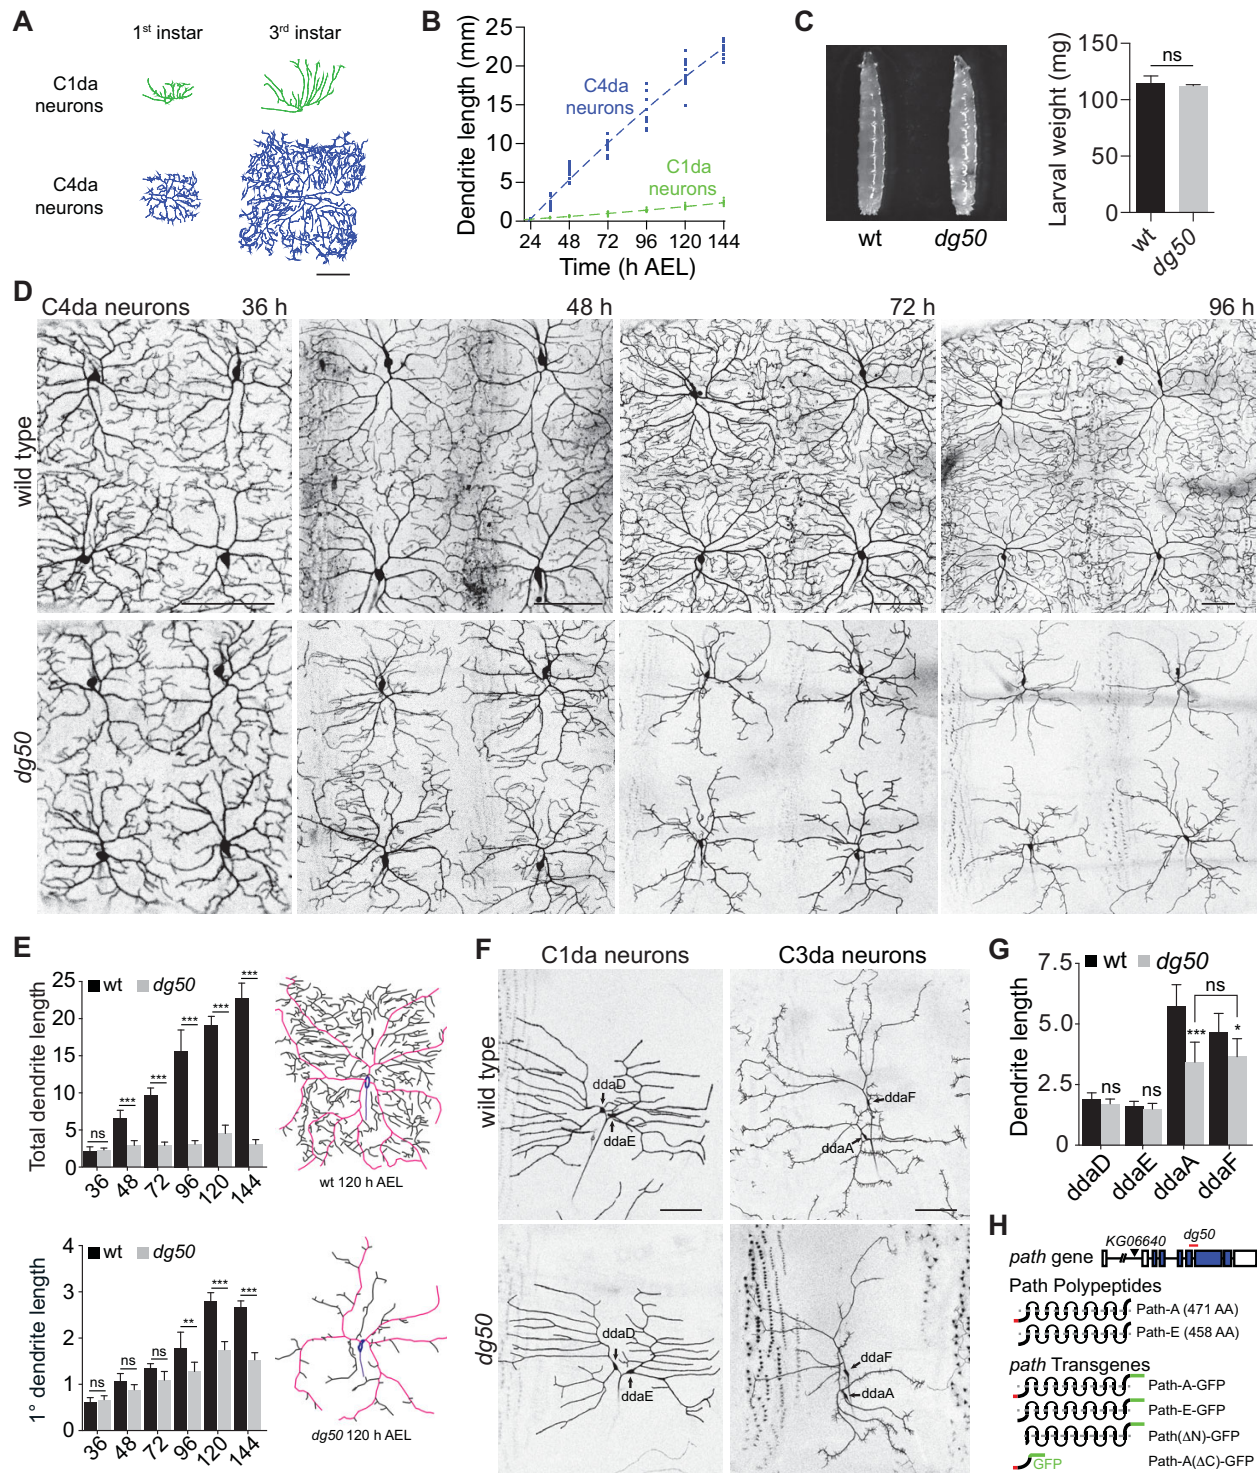 A
1st instar
3rd instar
C1da
neurons
C4da
neurons
B
Dendrite length (mm)
25
20
15
10
5
0
C4da
neurons
C1da
neurons
24 48 72 96 120 144
Time (h AEL)
C
wt
dg50
Larval weight (mg)
150
100
50
0
ns
wt
dg50
D
C4da neurons
36 h
48 h
72 h
96 h
wild type
dg50
E
Total dendrite length
25
20
15
10
5
0
wt dg50
ns
***
***
***
***
***
36 48 72 96 120 144
wt 120 h AEL
1° dendrite length
4
3
2
1
0
wt dg50
ns
ns
ns
**
***
***
36 48 72 96 120 144
dg50 120 h AEL
F
C1da neurons
C3da neurons
wild type
ddaD
ddaE
ddaF
ddaA
dg50
ddaD
ddaE
ddaF
ddaA
G
wt dg50
Dendrite length
7.5
5.0
2.5
0
ns
ns
***
ns
*
ddaD
ddaE
ddaA
ddaF
H
dg50
KG06640
path gene
Path Polypeptides
Path-A (471 AA)
Path-E (458 AA)
path Transgenes
Path-A-GFP
Path-E-GFP
Path(ΔN)-GFP
GFP
Path-A(ΔC)-GFP